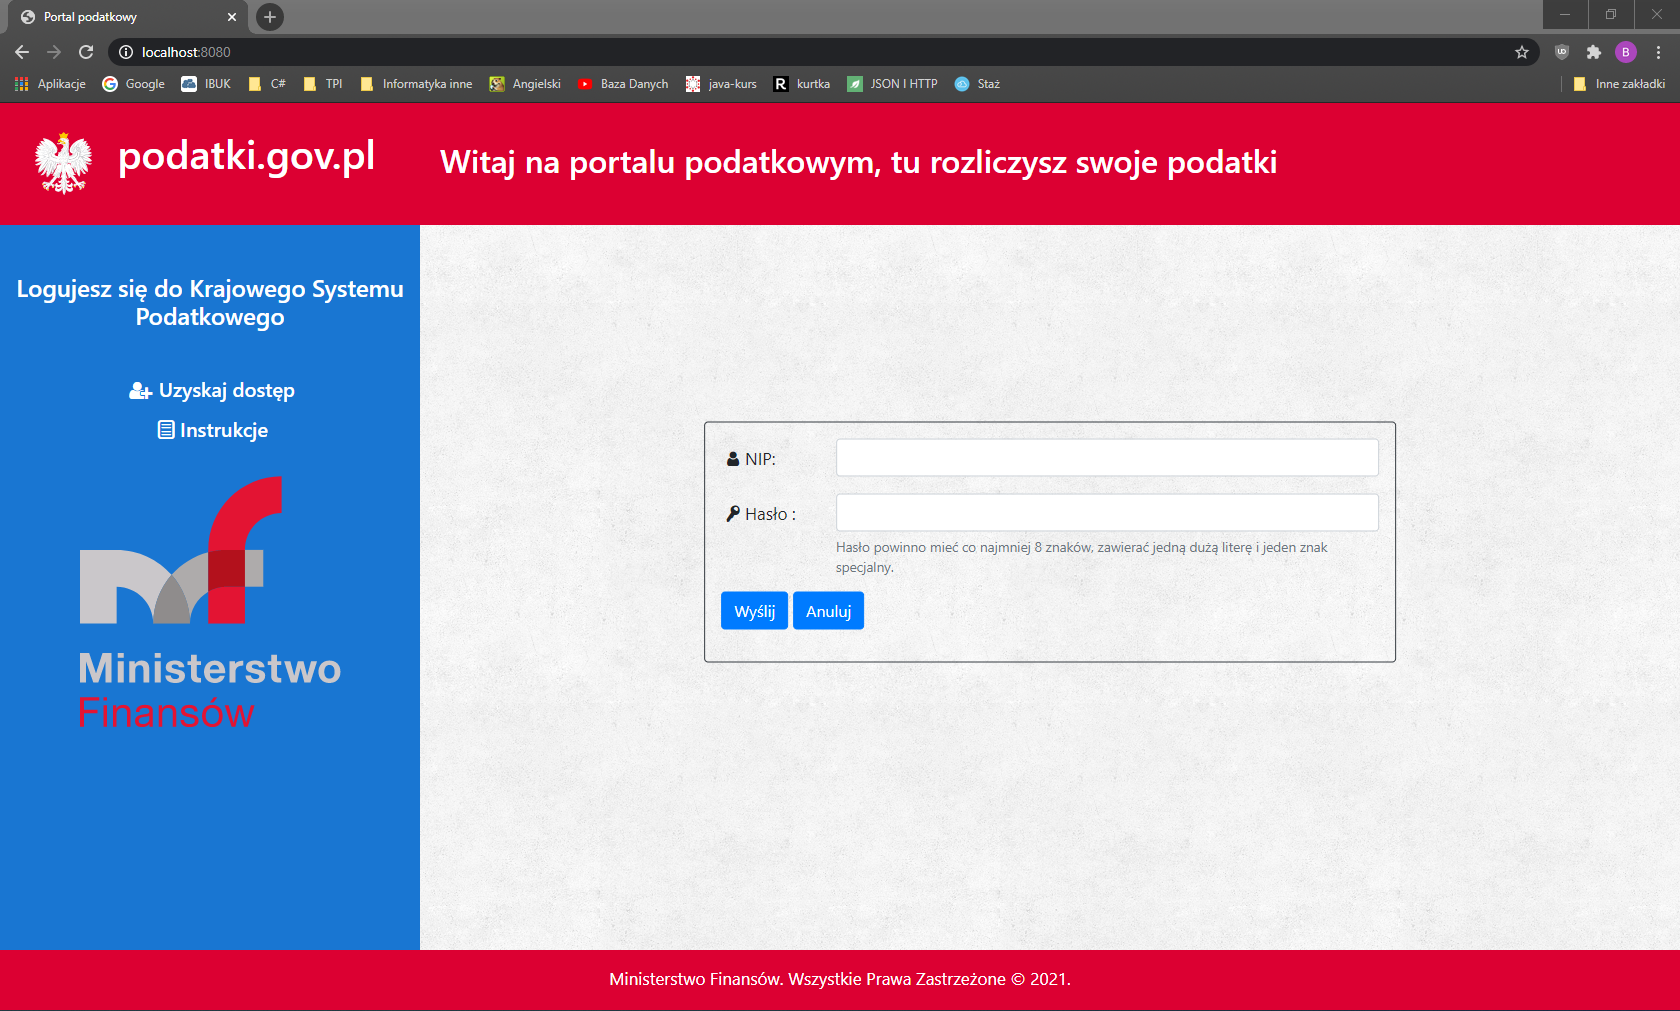 Portal podatkowy
localhost:8080
B
Aplikacje Google IBUK C# TPI Informatyka inne Angielski Baza Danych java-kurs R kurtka JSON I HTTP Staż Inne zakładki
podatki.gov.pl
Witaj na portalu podatkowym, tu rozliczysz swoje podatki
Logujesz się do Krajowego Systemu
Podatkowego
Uzyskaj dostęp
Instrukcje
mf
Ministerstwo
Finansów
NIP:
Hasło :
Hasło powinno mieć co najmniej 8 znaków, zawierać jedną dużą literę i jeden znak
specjalny.
Wyślij Anuluj
Ministerstwo Finansów. Wszystkie Prawa Zastrzeżone © 2021.